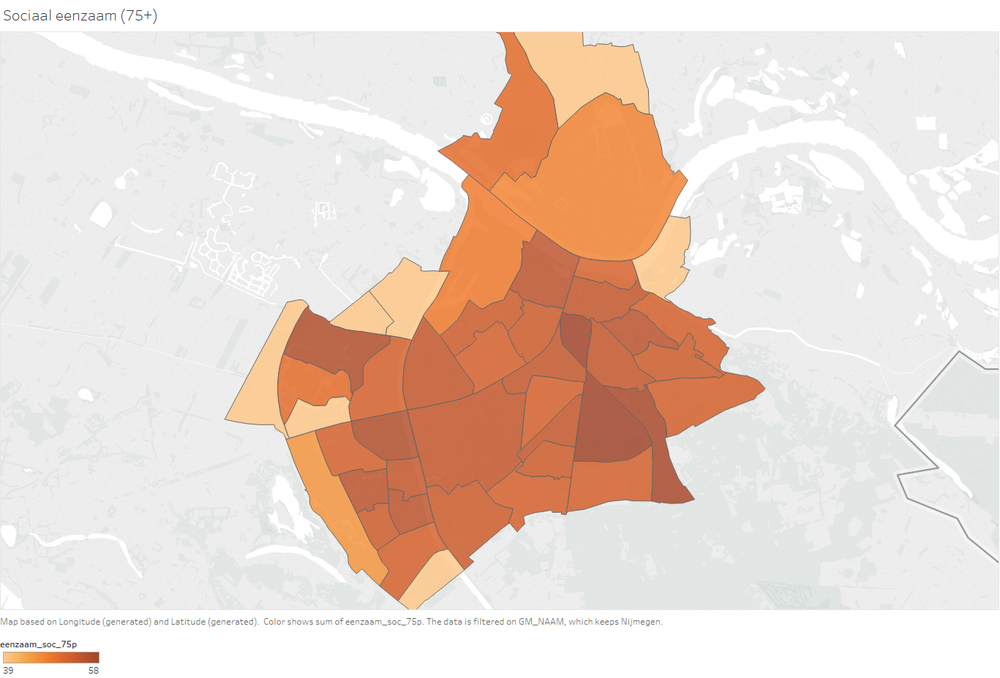 Sociaal eenzaam (75+)
Map based on Longitude (generated) and Latitude (generated).  Color shows sum of eenzaam_soc_75p. The data is filtered on GM_NAAM, which keeps Nijmegen.
eenzaam_soc_75p
39 58